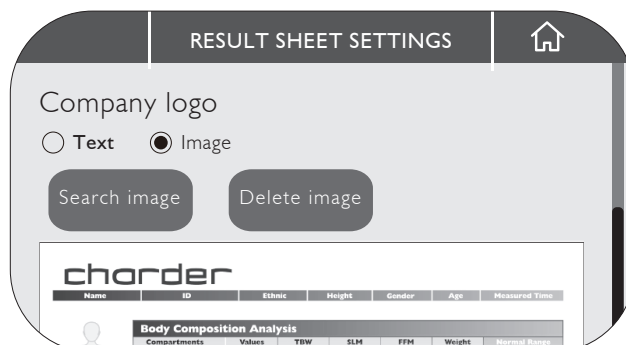 RESULT SHEET SETTINGS
Company logo
Text Image
Search image Delete image
charder
Name ID Ethnic Height Gender Age Measured Time
Body Composition Analysis
Compartments Values TBW SLM FFM Weight Normal Range